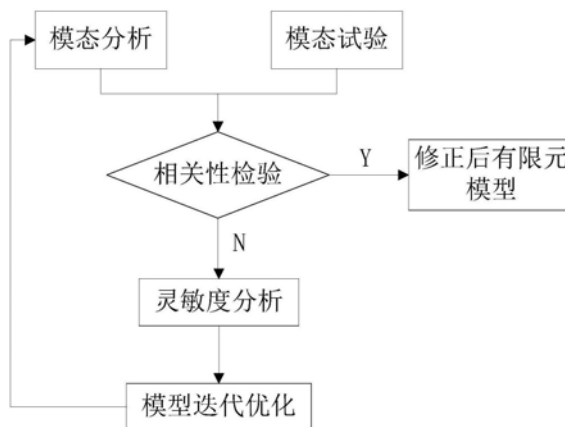 模态分析
模态试验
相关性检验
Y
修正后有限元
模型
N
灵敏度分析
模型迭代优化